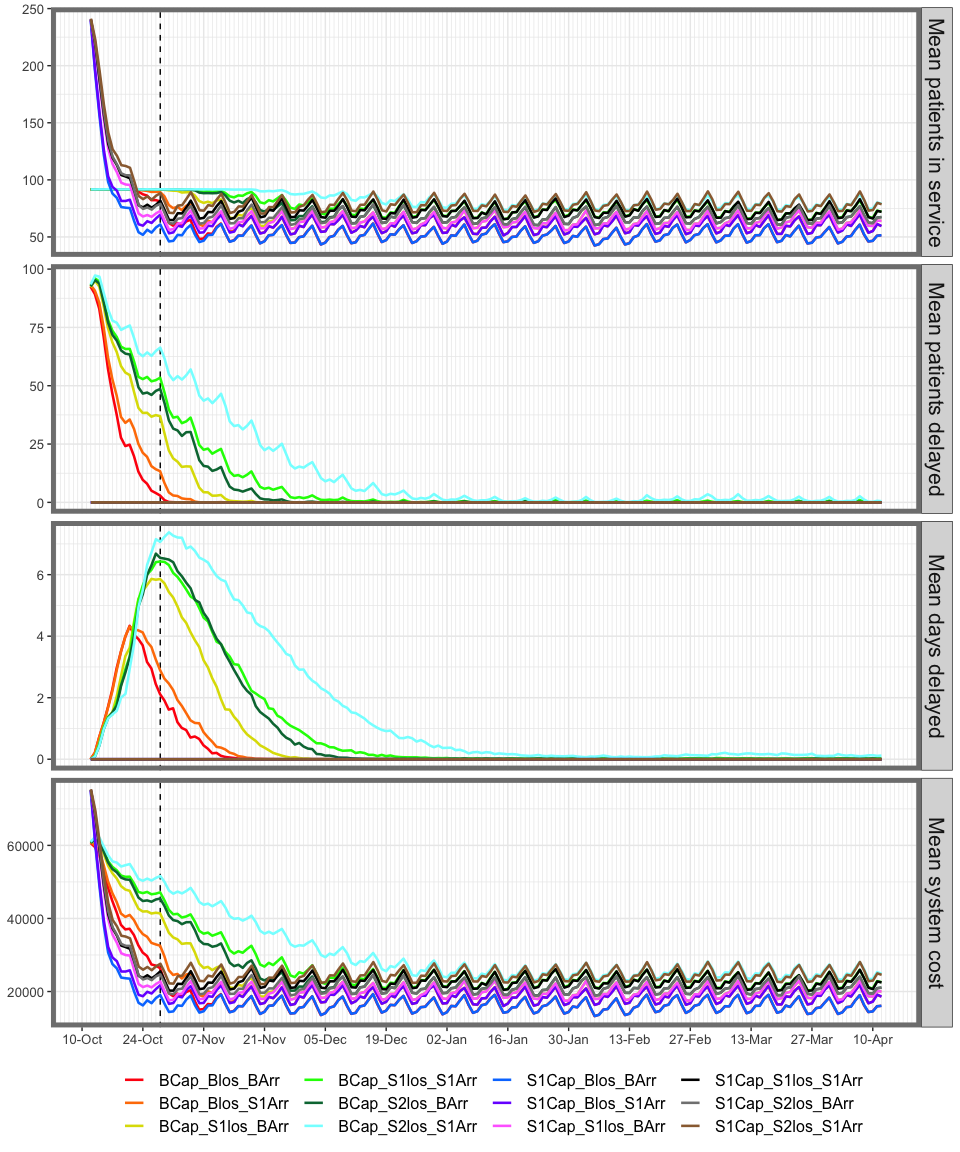 250
200
150
100
50
Mean patients in service
100
75
50
25
0
Mean patients delayed
6
4
2
0
Mean days delayed
60000
40000
20000
Mean system cost
10-Oct 24-Oct 07-Nov 21-Nov 05-Dec 19-Dec 02-Jan 16-Jan 30-Jan 13-Feb 27-Feb 13-Mar 27-Mar 10-Apr
BCap_Blos_BArr BCap_S1los_S1Arr S1Cap_Blos_BArr S1Cap_S1los_S1Arr
BCap_Blos_S1Arr BCap_S2los_BArr S1Cap_Blos_S1Arr S1Cap_S2los_BArr
BCap_S1los_BArr BCap_S2los_S1Arr S1Cap_S1los_BArr S1Cap_S2los_S1Arr